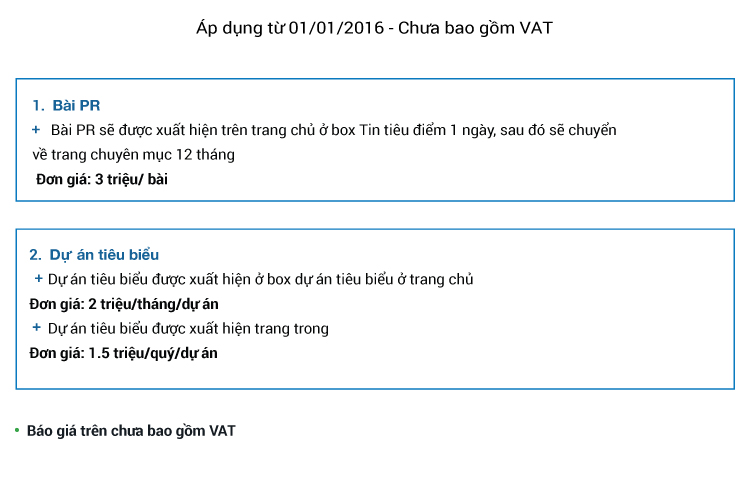 Áp dụng từ 01/01/2016 - Chưa bao gồm VAT
1. Bài PR
+ Bài PR sẽ được xuất hiện trên trang chủ ở box Tin tiêu điểm 1 ngày, sau đó sẽ chuyển
về trang chuyên mục 12 tháng
Đơn giá: 3 triệu/ bài
2. Dự án tiêu biểu
+ Dự án tiêu biểu được xuất hiện ở box dự án tiêu biểu ở trang chủ
Đơn giá: 2 triệu/tháng/dự án
+ Dự án tiêu biểu được xuất hiện trang trong
Đơn giá: 1.5 triệu/quý/dự án
• Báo giá trên chưa bao gồm VAT